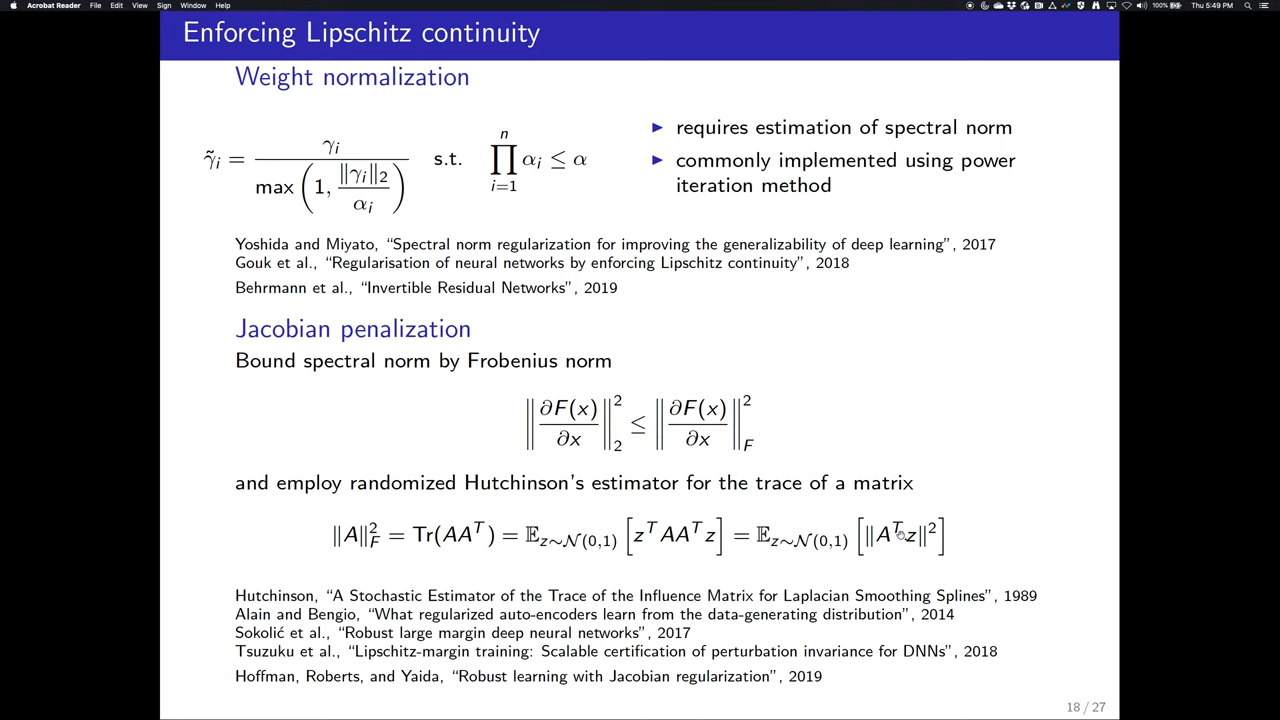 Acrobat Reader File Edit View Sign Window Help 100% Thu 5:49 PM
Enforcing Lipschitz continuity
Weight normalization
γ̃ᵢ = γᵢ / max(1, ‖γᵢ‖₂ / αᵢ) s.t. ∏ᵢ₌₁ⁿ αᵢ ≤ α
▶ requires estimation of spectral norm
▶ commonly implemented using power
iteration method
Yoshida and Miyato, “Spectral norm regularization for improving the generalizability of deep learning”, 2017
Gouk et al., “Regularisation of neural networks by enforcing Lipschitz continuity”, 2018
Behrmann et al., “Invertible Residual Networks”, 2019
Jacobian penalization
Bound spectral norm by Frobenius norm
‖∂F(x)/∂x‖₂² ≤ ‖∂F(x)/∂x‖_F²
and employ randomized Hutchinson’s estimator for the trace of a matrix
‖A‖_F² = Tr(AAᵀ) = 𝔼_{z∼𝒩(0,1)} [zᵀAAᵀz] = 𝔼_{z∼𝒩(0,1)} [‖Aᵀz‖²]
Hutchinson, “A Stochastic Estimator of the Trace of the Influence Matrix for Laplacian Smoothing Splines”, 1989
Alain and Bengio, “What regularized auto-encoders learn from the data-generating distribution”, 2014
Sokolić et al., “Robust large margin deep neural networks”, 2017
Tsuzuku et al., “Lipschitz-margin training: Scalable certification of perturbation invariance for DNNs”, 2018
Hoffman, Roberts, and Yaida, “Robust learning with Jacobian regularization”, 2019
18 / 27